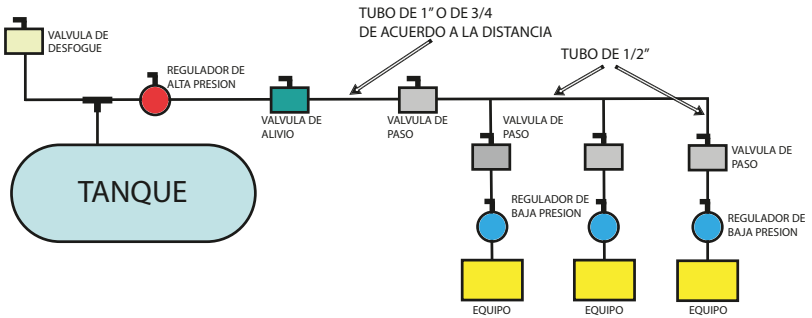 TUBO DE 1” O DE 3/4
DE ACUERDO A LA DISTANCIA
VALVULA DE
DESFOGUE
TUBO DE 1/2”
REGULADOR DE
ALTA PRESION
VALVULA DE
ALIVIO
VALVULA DE
PASO
VALVULA DE
PASO
VALVULA DE
PASO
TANQUE
REGULADOR DE
BAJA PRESION
REGULADOR DE
BAJA PRESION
EQUIPO
EQUIPO
EQUIPO